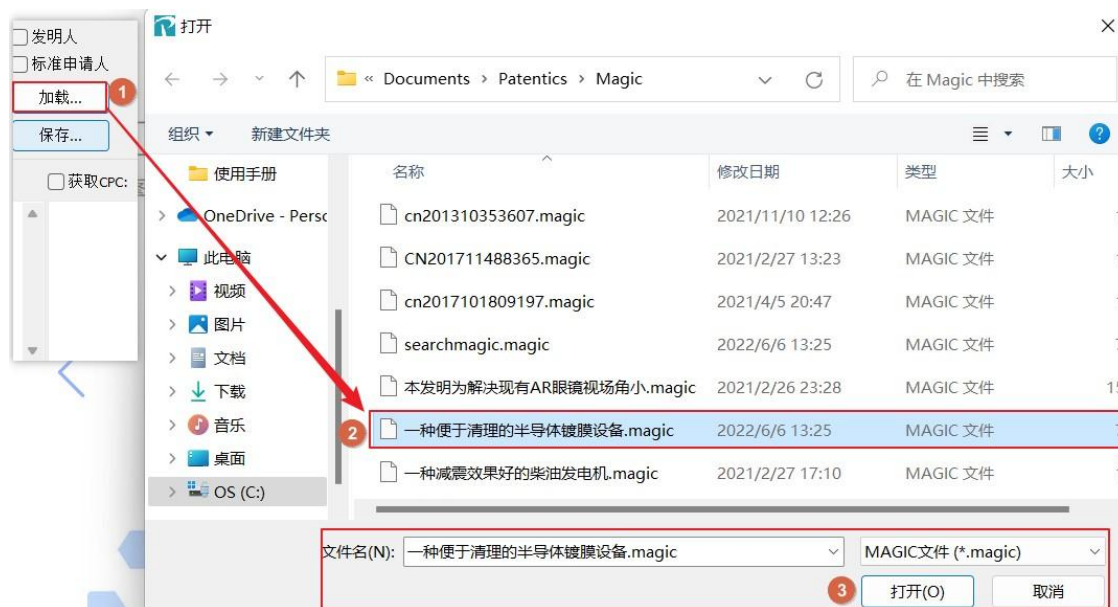 发明人
标准申请人
加载...
1
保存...
获取CPC:
打开
« Documents › Patentics › Magic
在 Magic 中搜索
组织 新建文件夹
名称 修改日期 类型 大小
使用手册
OneDrive - Perso
此电脑
视频
图片
文档
下载
音乐
桌面
OS (C:)
cn201310353607.magic 2021/11/10 12:26 MAGIC 文件
CN201711488365.magic 2021/2/27 13:23 MAGIC 文件
cn2017101809197.magic 2021/4/5 20:47 MAGIC 文件
searchmagic.magic 2022/6/6 13:25 MAGIC 文件
本发明为解决现有AR眼镜视场角小.magic 2021/2/26 23:28 MAGIC 文件
2
一种便于清理的半导体镀膜设备.magic 2022/6/6 13:25 MAGIC 文件
一种减震效果好的柴油发电机.magic 2021/2/27 17:10 MAGIC 文件
文件名(N): 一种便于清理的半导体镀膜设备.magic MAGIC文件 (*.magic)
3 打开(O) 取消